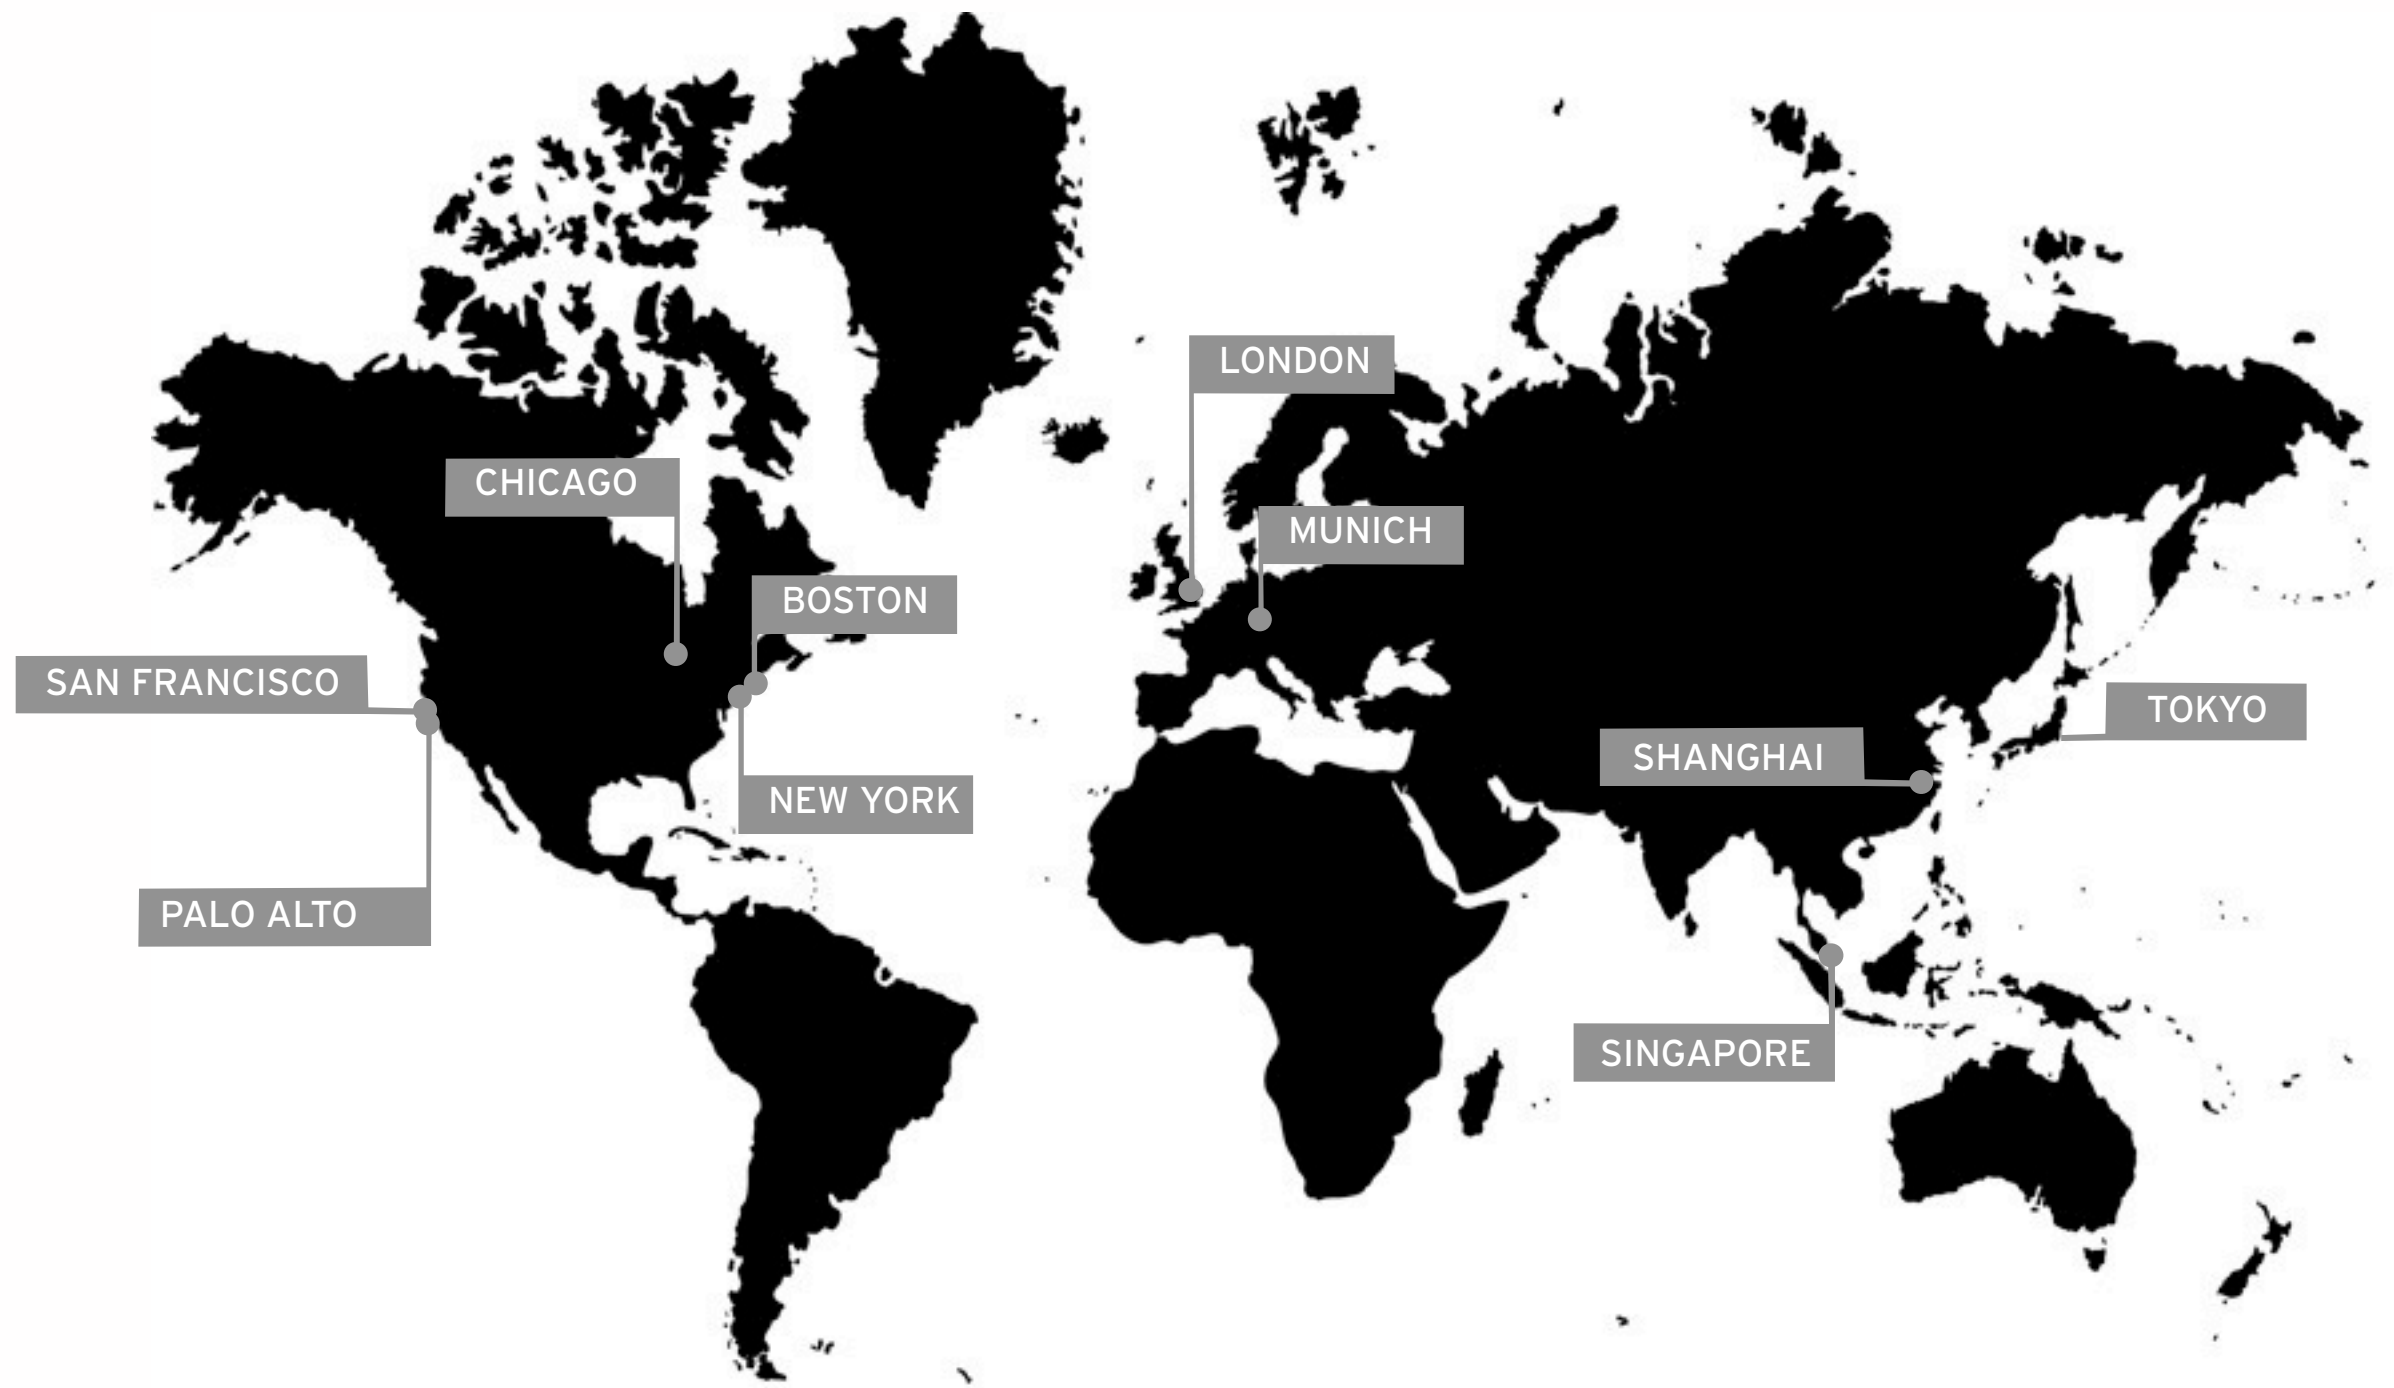 LONDON
CHICAGO
MUNICH
BOSTON
SAN FRANCISCO
TOKYO
SHANGHAI
NEW YORK
PALO ALTO
SINGAPORE